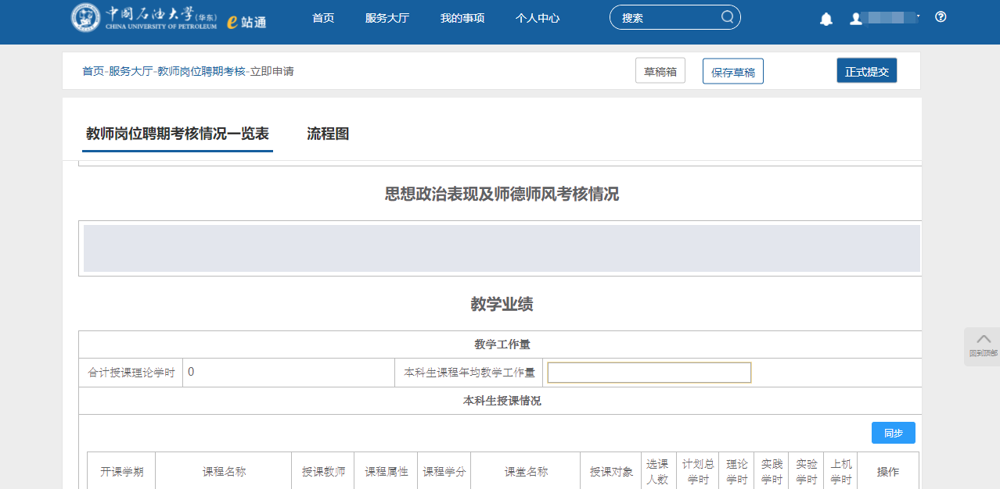 中国石油大学(华东)
CHINA UNIVERSITY OF PETROLEUM
e站通
首页 服务大厅 我的事项 个人中心 搜索
首页-服务大厅-教师岗位聘期考核-立即申请 草稿箱 保存草稿 正式提交
教师岗位聘期考核情况一览表 流程图
思想政治表现及师德师风考核情况
教学业绩
教学工作量
回到顶部
合计授课理论学时 0 本科生课程年均教学工作量
本科生授课情况
同步
开课学期 课程名称 授课教师 课程属性 课程学分 课堂名称 授课对象 选课人数 计划总学时 理论学时 实践学时 实验学时 上机学时 操作